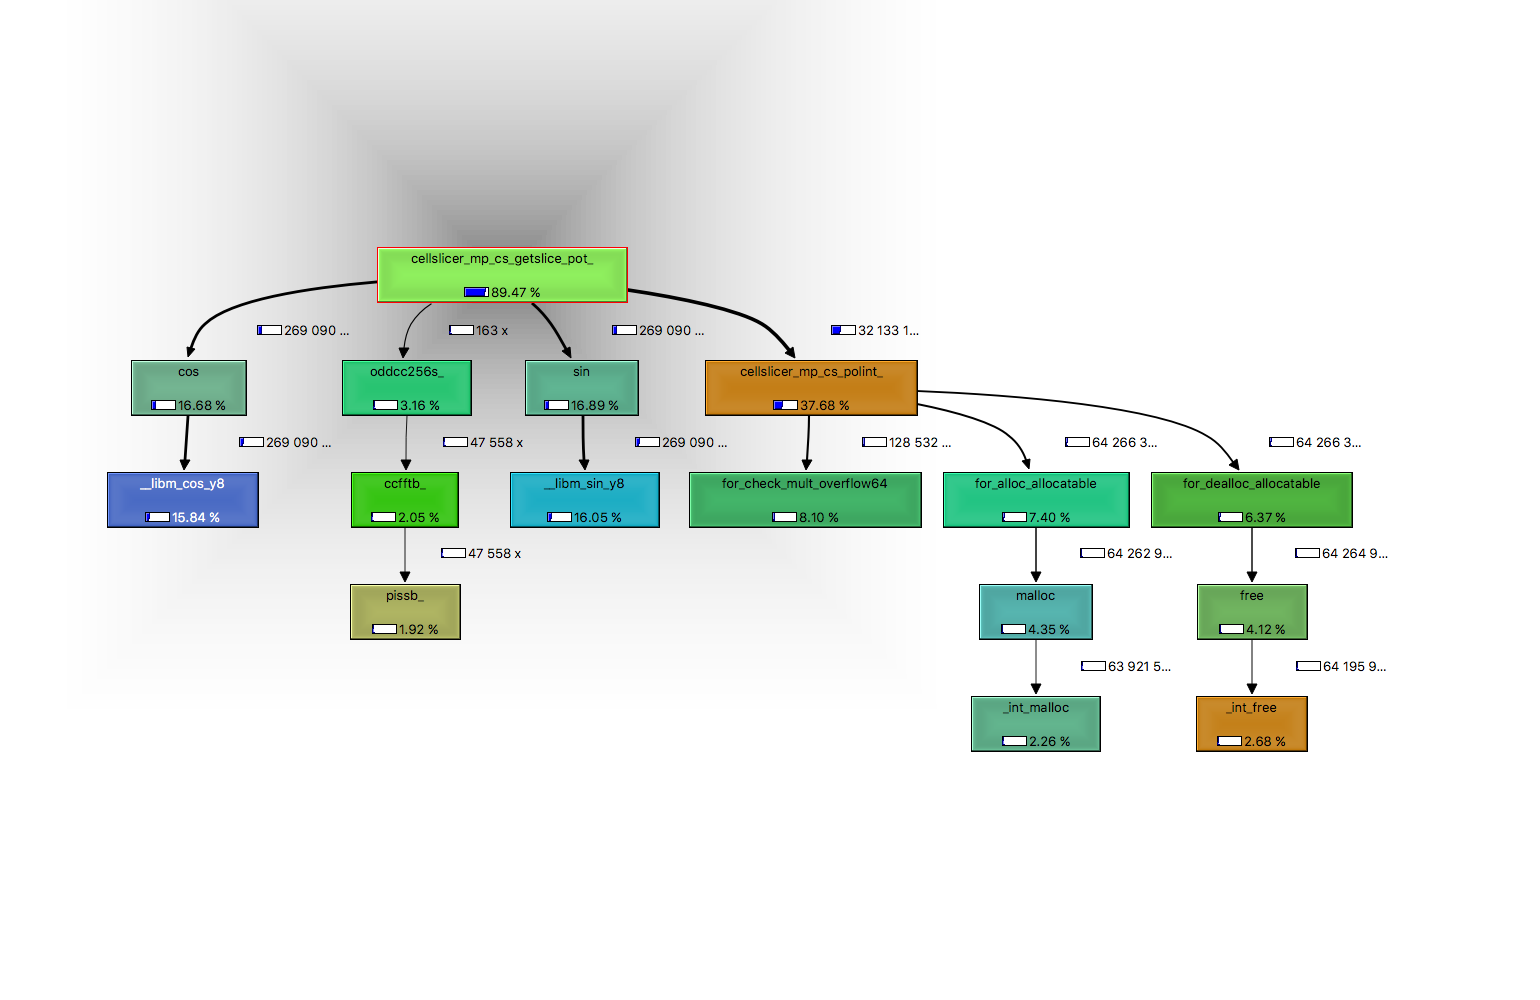 cellslicer_mp_cs_getslice_pot_
89.47 %
269 090 ...
163 x
269 090 ...
32 133 1...
cos
16.68 %
oddcc256s_
3.16 %
sin
16.89 %
cellslicer_mp_cs_polint_
37.68 %
269 090 ...
47 558 x
269 090 ...
128 532 ...
64 266 3...
64 266 3...
__libm_cos_y8
15.84 %
ccfftb_
2.05 %
__libm_sin_y8
16.05 %
for_check_mult_overflow64
8.10 %
for_alloc_allocatable
7.40 %
for_dealloc_allocatable
6.37 %
47 558 x
64 262 9...
64 264 9...
pissb_
1.92 %
malloc
4.35 %
free
4.12 %
63 921 5...
64 195 9...
_int_malloc
2.26 %
_int_free
2.68 %